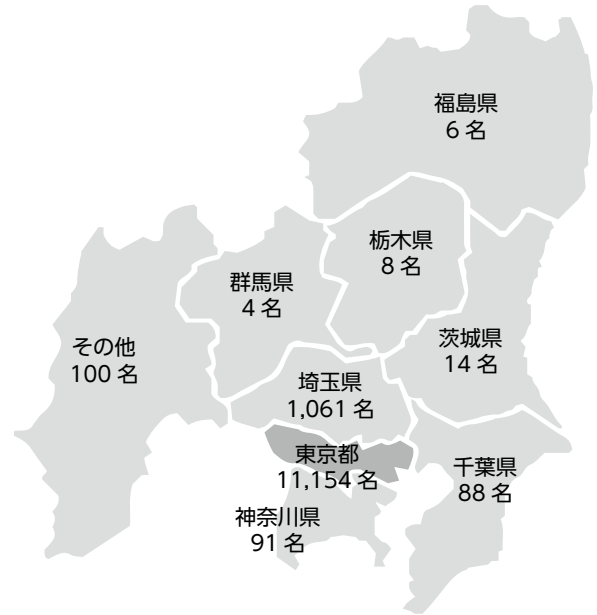 福島県
6 名
栃木県
8 名
群馬県
4 名
茨城県
14 名
その他
100 名
埼玉県
1,061 名
東京都
11,154 名
千葉県
88 名
神奈川県
91 名